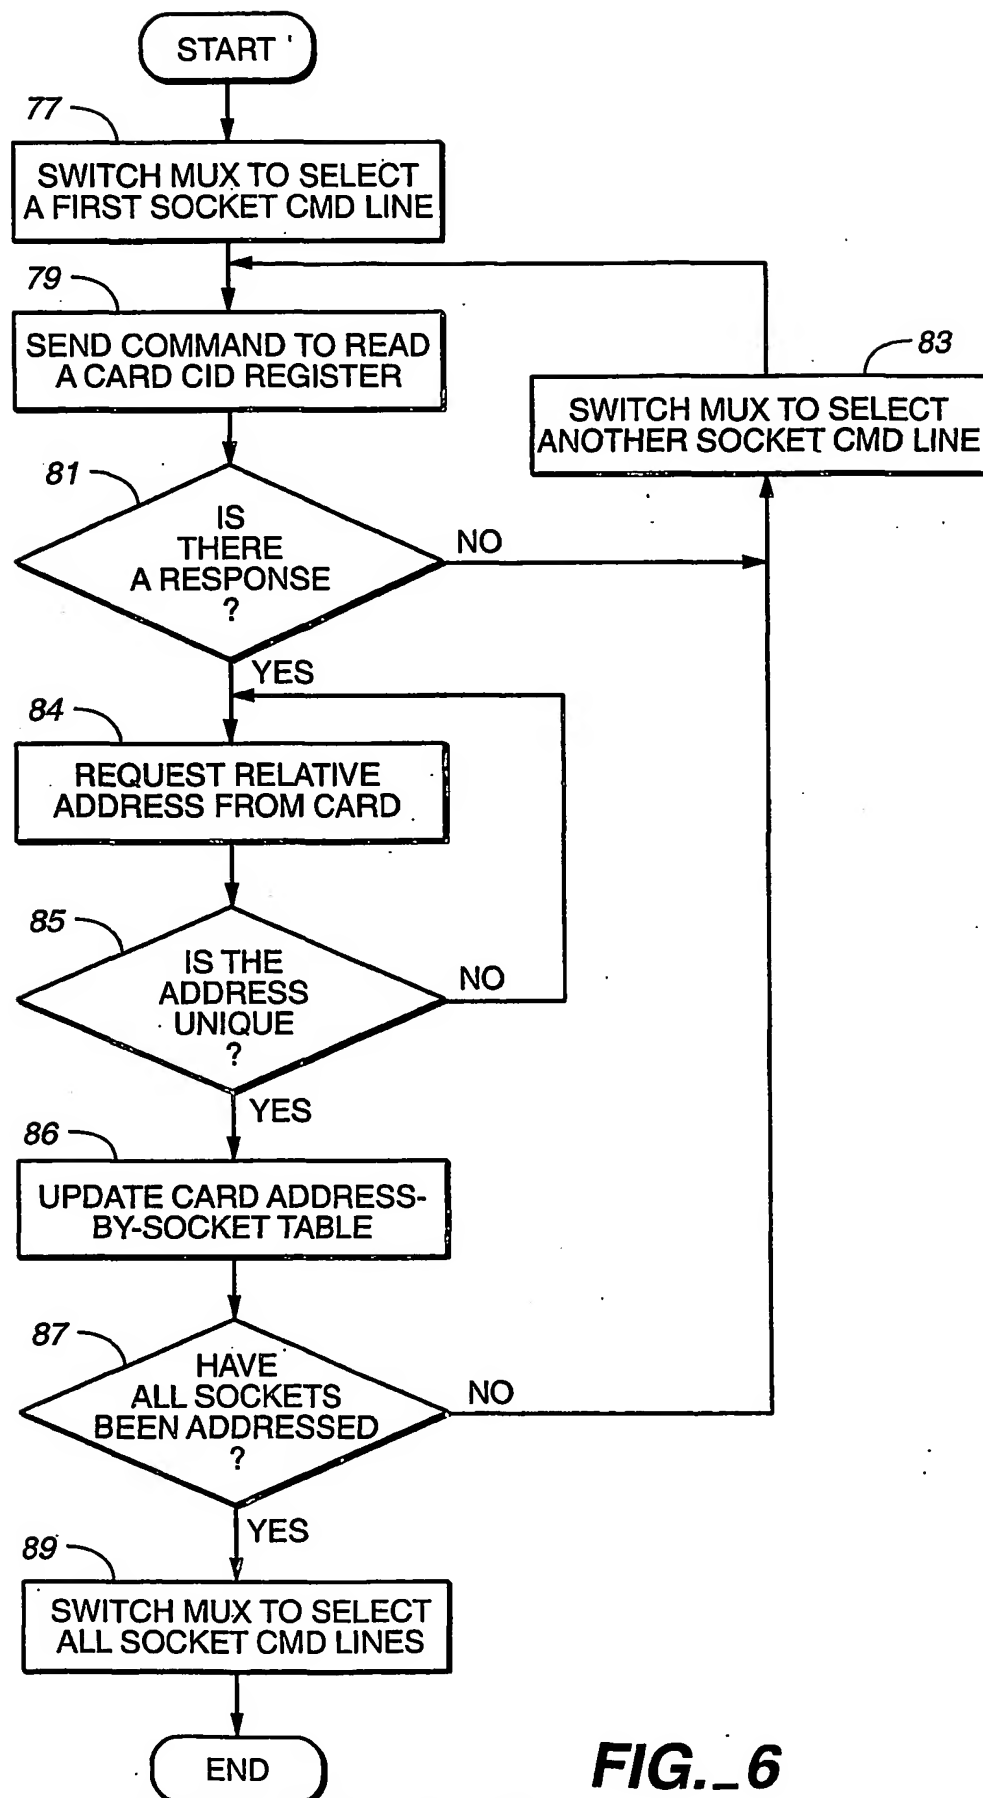 START
77
SWITCH MUX TO SELECT
A FIRST SOCKET CMD LINE
79
SEND COMMAND TO READ
A CARD CID REGISTER
83
SWITCH MUX TO SELECT
ANOTHER SOCKET CMD LINE
81
IS
THERE
A RESPONSE
?
NO
YES
84
REQUEST RELATIVE
ADDRESS FROM CARD
85
IS THE
ADDRESS
UNIQUE
?
NO
YES
86
UPDATE CARD ADDRESS-
BY-SOCKET TABLE
87
HAVE
ALL SOCKETS
BEEN ADDRESSED
?
NO
YES
89
SWITCH MUX TO SELECT
ALL SOCKET CMD LINES
END
FIG._6